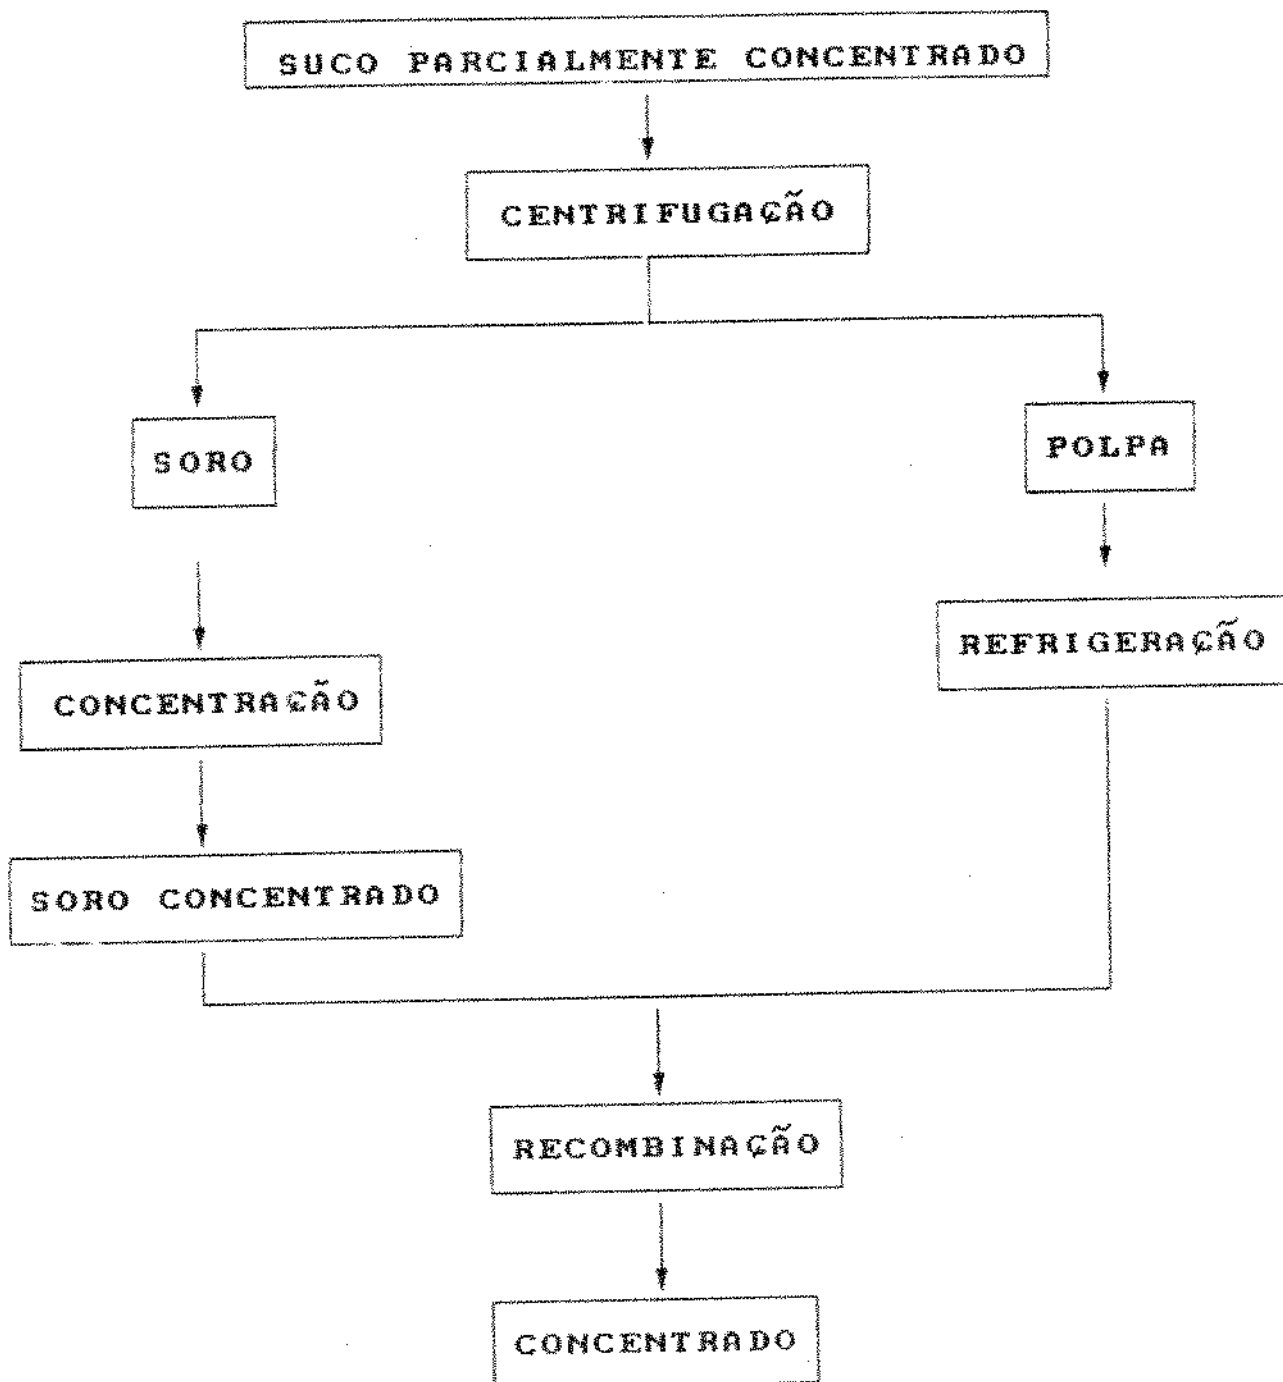 SUCO PARCIALMENTE CONCENTRADO
CENTRIFUGAÇÃO
SORO
POLPA
REFRIGERAÇÃO
CONCENTRAÇÃO
SORO CONCENTRADO
RECOMBINAÇÃO
CONCENTRADO